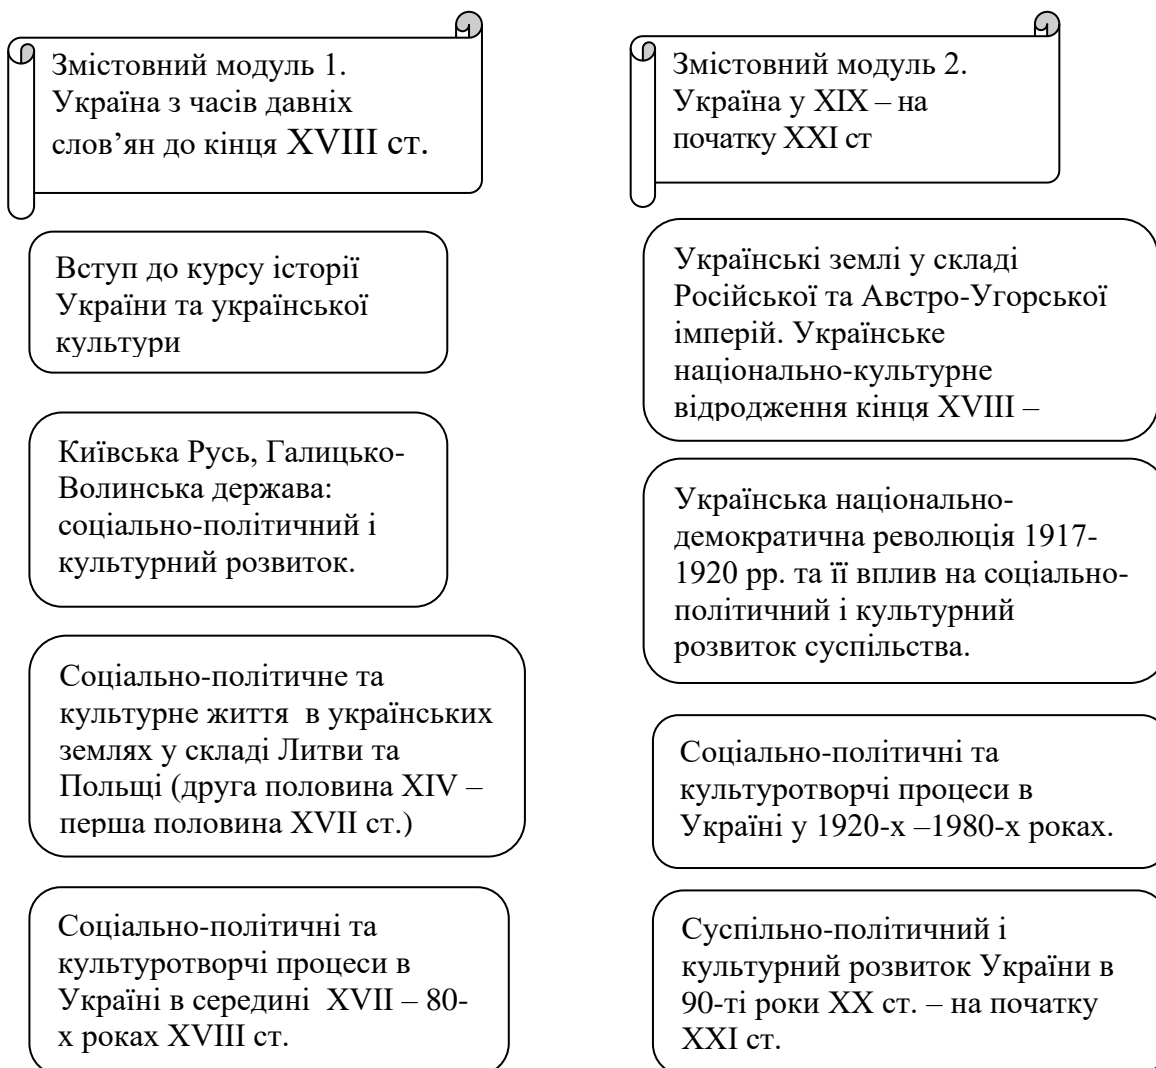 Змістовний модуль 1.
Україна з часів давніх
слов’ян до кінця XVIII ст.
Вступ до курсу історії
України та української
культури
Київська Русь, Галицько-
Волинська держава:
соціально-політичний і
культурний розвиток.
Соціально-політичне та
культурне життя  в українських
землях у складі Литви та
Польщі (друга половина XIV –
перша половина XVII ст.)
Соціально-політичні та
культуротворчі процеси в
Україні в середині  XVII – 80-
х роках XVIII ст.
Змістовний модуль 2.
Україна у XIX – на
початку XXI ст
Українські землі у складі
Російської та Австро-Угорської
імперій. Українське
національно-культурне
відродження кінця XVIII –
Українська національно-
демократична революція 1917-
1920 рр. та її вплив на соціально-
політичний і культурний
розвиток суспільства.
Соціально-політичні та
культуротворчі процеси в
Україні у 1920-х –1980-х роках.
Суспільно-політичний і
культурний розвиток України в
90-ті роки XX ст. – на початку
XXI ст.